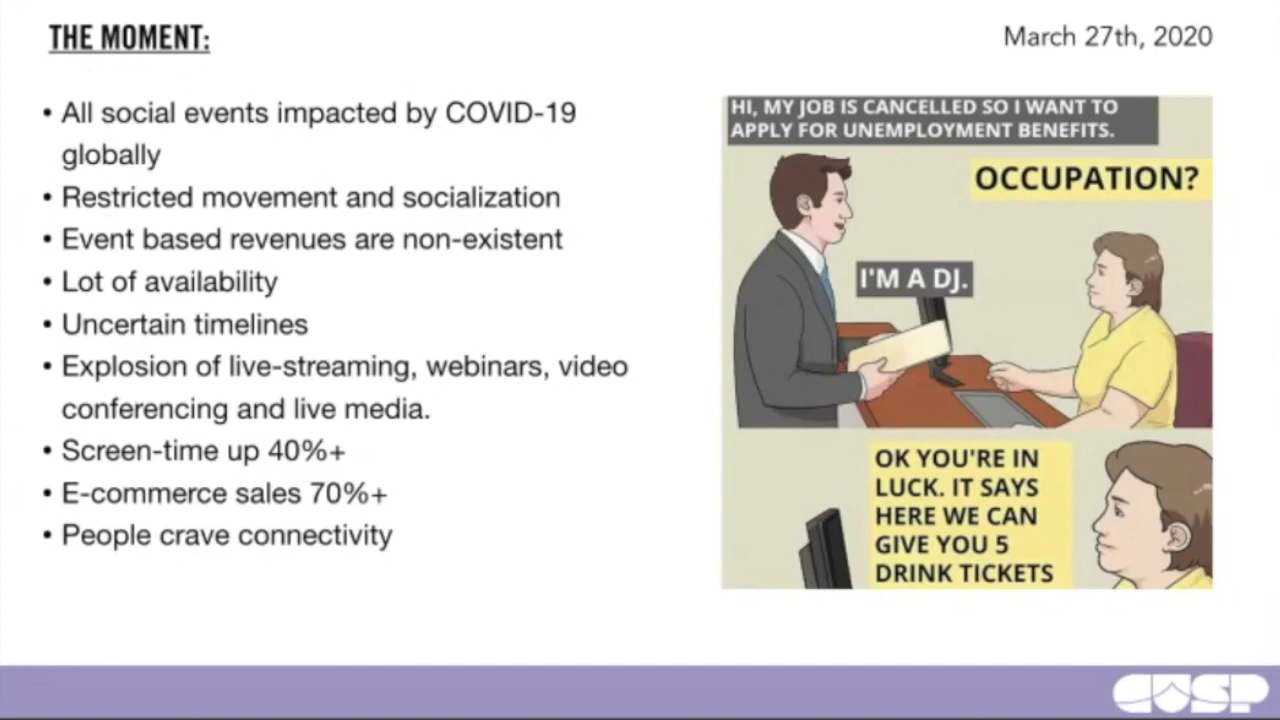 THE MOMENT:
March 27th, 2020
• All social events impacted by COVID-19
globally
• Restricted movement and socialization
• Event based revenues are non-existent
• Lot of availability
• Uncertain timelines
• Explosion of live-streaming, webinars, video
conferencing and live media.
• Screen-time up 40%+
• E-commerce sales 70%+
• People crave connectivity
HI, MY JOB IS CANCELLED SO I WANT TO
APPLY FOR UNEMPLOYMENT BENEFITS.
OCCUPATION?
I'M A DJ.
OK YOU'RE IN
LUCK. IT SAYS
HERE WE CAN
GIVE YOU 5
DRINK TICKETS
CUSP